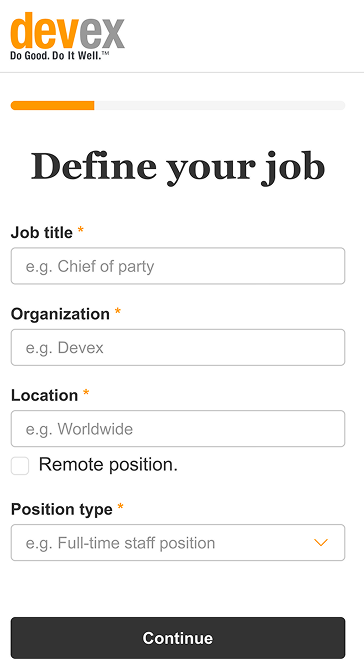 devex
Do Good. Do It Well.™
Define your job
Job title *
e.g. Chief of party
Organization *
e.g. Devex
Location *
e.g. Worldwide
Remote position.
Position type *
e.g. Full-time staff position
Continue